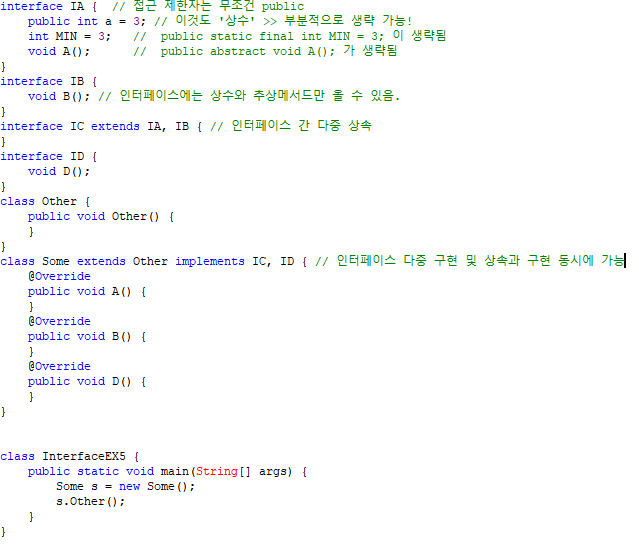 interface IA {  // 접근 제한자는 무조건 public
    public int a = 3; // 이것도 '상수' >> 부분적으로 생략 가능!
    int MIN = 3;   //  public static final int MIN = 3; 이 생략됨
    void A();      //  public abstract void A(); 가 생략됨
}
interface IB {
    void B(); // 인터페이스에는 상수와 추상메서드만 올 수 있음.
}
interface IC extends IA, IB { // 인터페이스 간 다중 상속
}
interface ID {
    void D();
}
class Other {
    public void Other() {
    }
}
class Some extends Other implements IC, ID { // 인터페이스 다중 구현 및 상속과 구현 동시에 가능
    @Override
    public void A() {
    }
    @Override
    public void B() {
    }
    @Override
    public void D() {
    }
}
class InterfaceEX5 {
    public static void main(String[] args) {
        Some s = new Some();
        s.Other();
    }
}